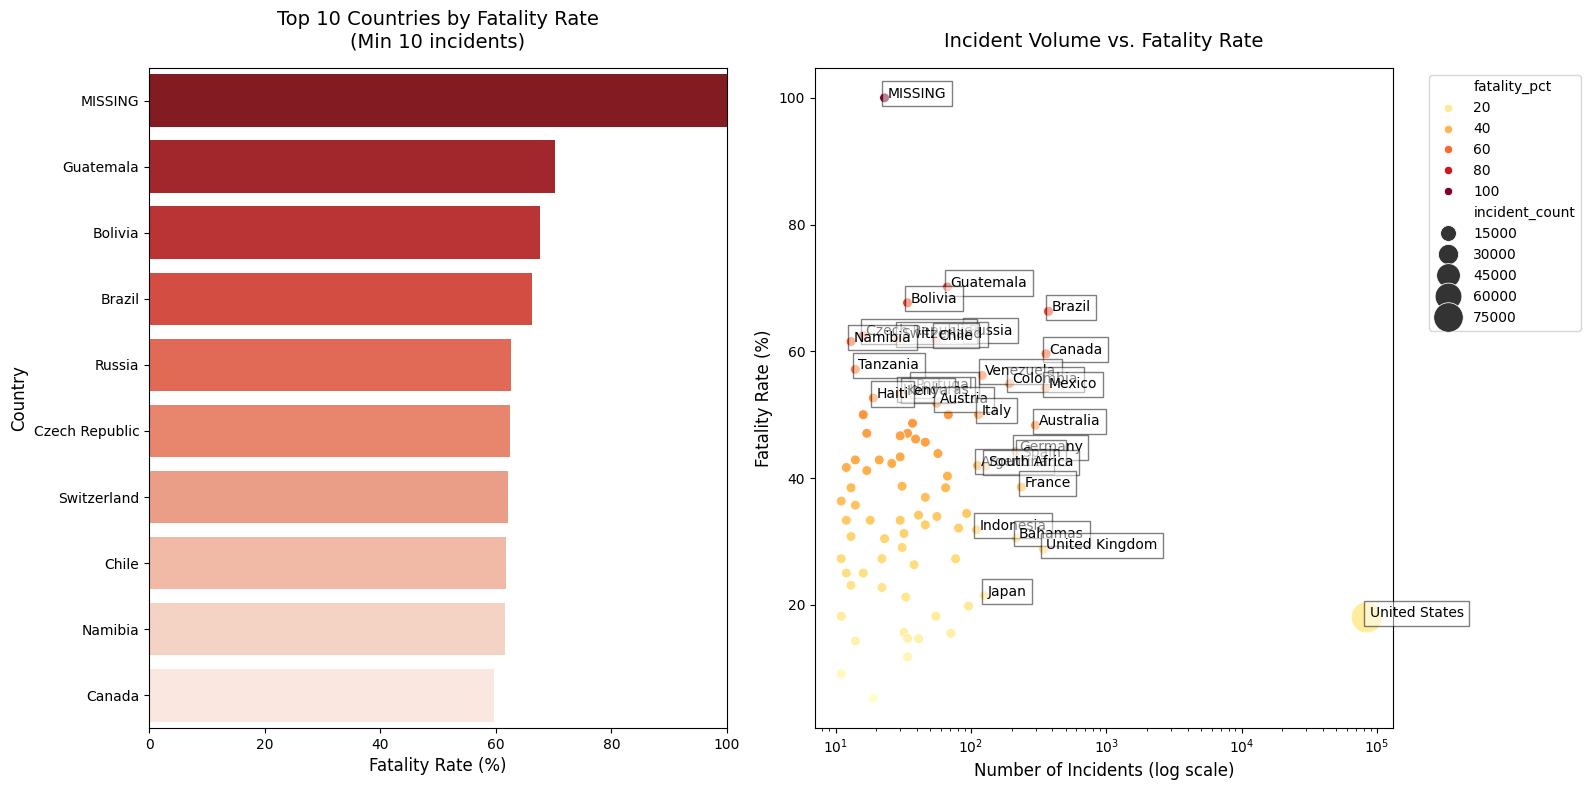 Top 10 Countries by Fatality Rate
(Min 10 incidents)
Country
MISSING
Guatemala
Bolivia
Brazil
Russia
Czech Republic
Switzerland
Chile
Namibia
Canada
0 20 40 60 80 100
Fatality Rate (%)
Incident Volume vs. Fatality Rate
Fatality Rate (%)
100
80
60
40
20
MISSING
Guatemala
Bolivia
Brazil
Namibia
Chile
Canada
Tanzania
Venezuela
Colombia
Mexico
Haiti
Austria
Italy
Australia
Germany
South Africa
France
Indonesia
Bahamas
United Kingdom
Japan
United States
10¹ 10² 10³ 10⁴ 10⁵
Number of Incidents (log scale)
fatality_pct
20
40
60
80
100
incident_count
15000
30000
45000
60000
75000